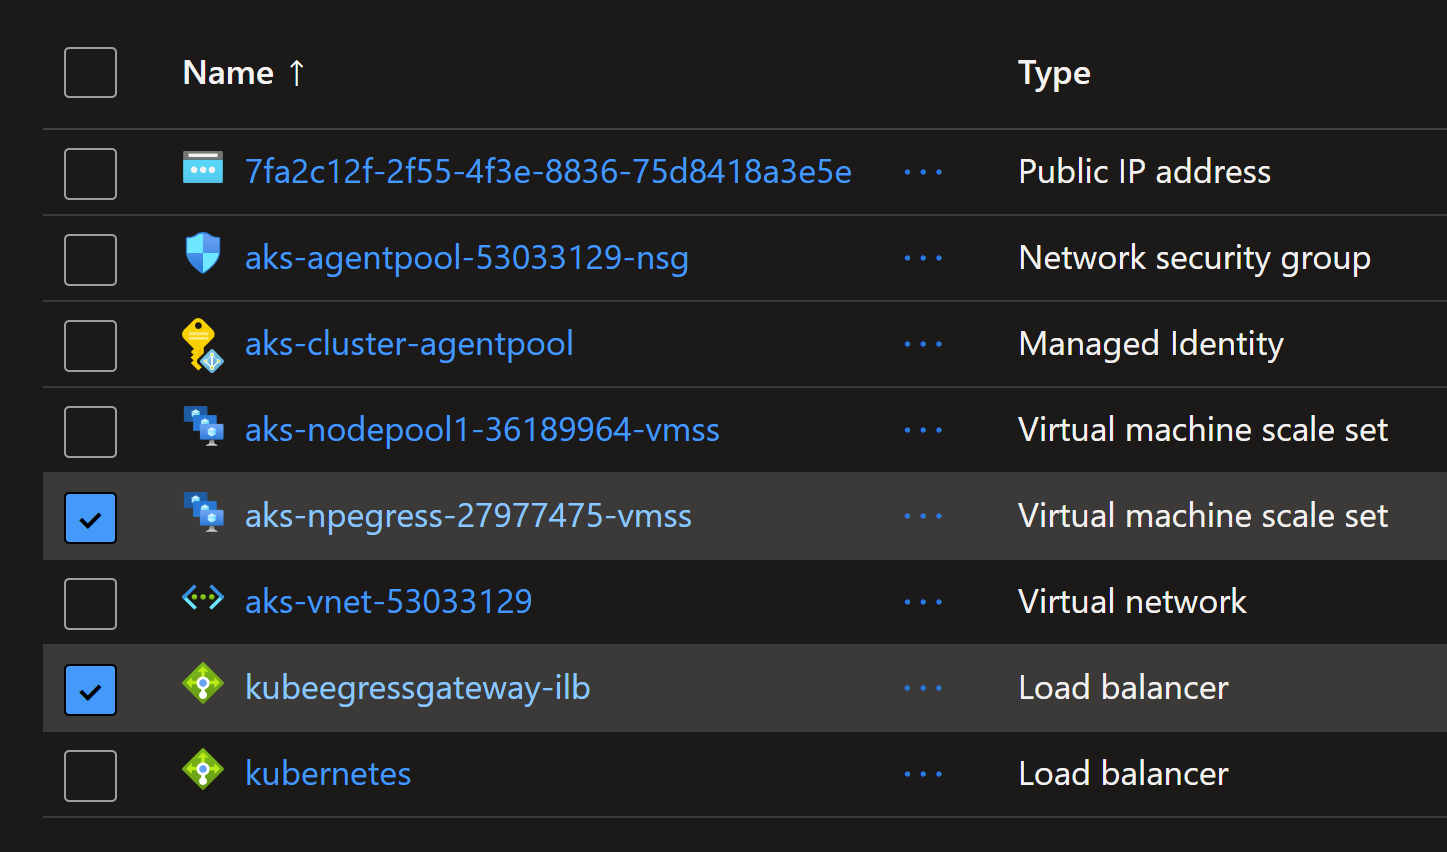 Name ↑ Type
7fa2c12f-2f55-4f3e-8836-75d8418a3e5e ... Public IP address
aks-agentpool-53033129-nsg ... Network security group
aks-cluster-agentpool ... Managed Identity
aks-nodepool1-36189964-vmss ... Virtual machine scale set
aks-npegress-27977475-vmss ... Virtual machine scale set
aks-vnet-53033129 ... Virtual network
kubeegressgateway-ilb ... Load balancer
kubernetes ... Load balancer